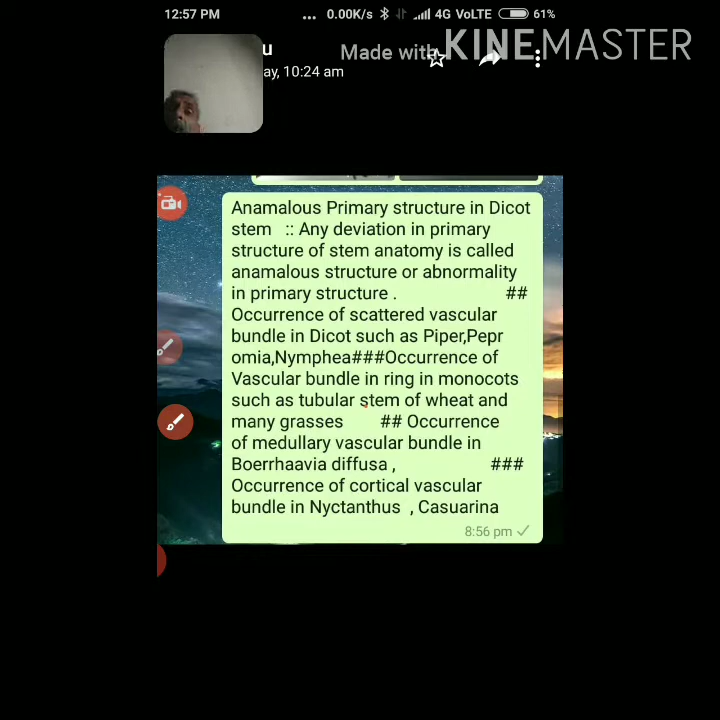 12:57 PM ... 0.00K/s 4G VoLTE 61%
u
Made with KINEMASTER
ay, 10:24 am
Anamalous Primary structure in Dicot
stem :: Any deviation in primary
structure of stem anatomy is called
anamalous structure or abnormality
in primary structure . ##
Occurrence of scattered vascular
bundle in Dicot such as Piper,Pepr
omia,Nymphea###Occurrence of
Vascular bundle in ring in monocots
such as tubular stem of wheat and
many grasses ## Occurrence
of medullary vascular bundle in
Boerrhaavia diffusa , ###
Occurrence of cortical vascular
bundle in Nyctanthus , Casuarina
8:56 pm